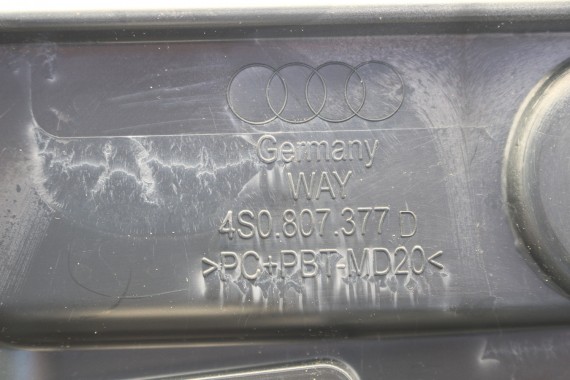 Germany
WAY
4S0.807.377 D
>PC+PBT-MD20<